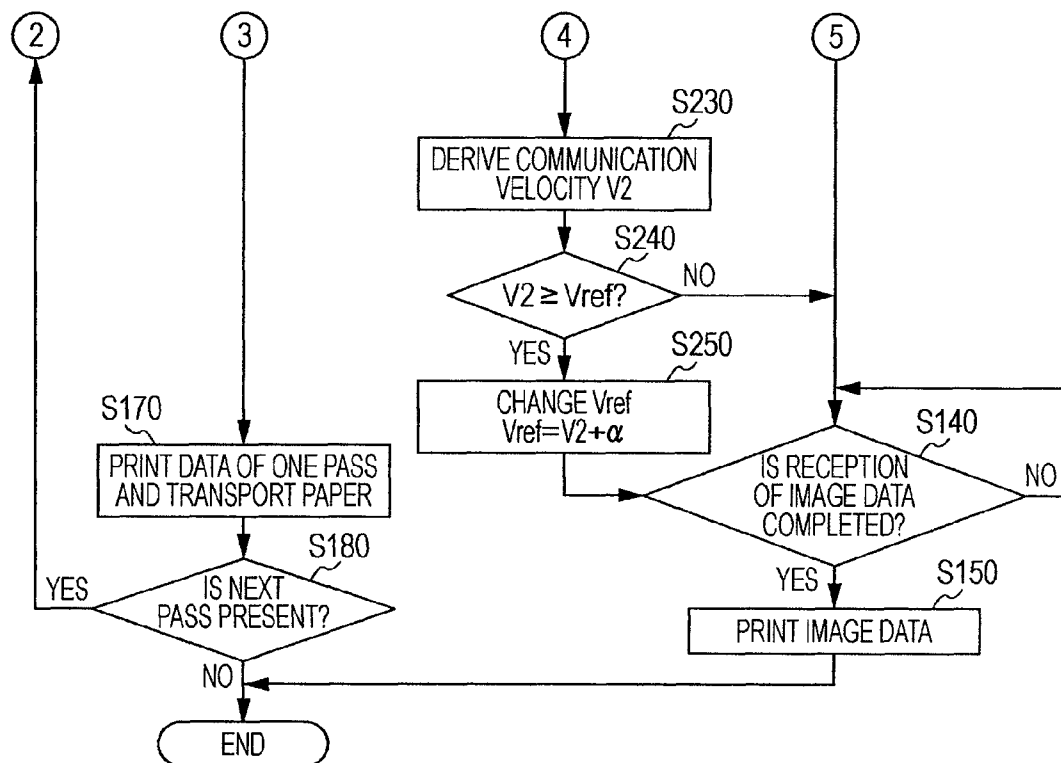 2
3
4
5
S230
DERIVE COMMUNICATION
VELOCITY V2
S240
V2 ≥ Vref?
NO
YES
S250
CHANGE Vref
Vref=V2+α
S170
PRINT DATA OF ONE PASS
AND TRANSPORT PAPER
S140
IS RECEPTION
OF IMAGE DATA
COMPLETED?
NO
S180
YES
IS NEXT
PASS PRESENT?
YES
S150
PRINT IMAGE DATA
NO
END